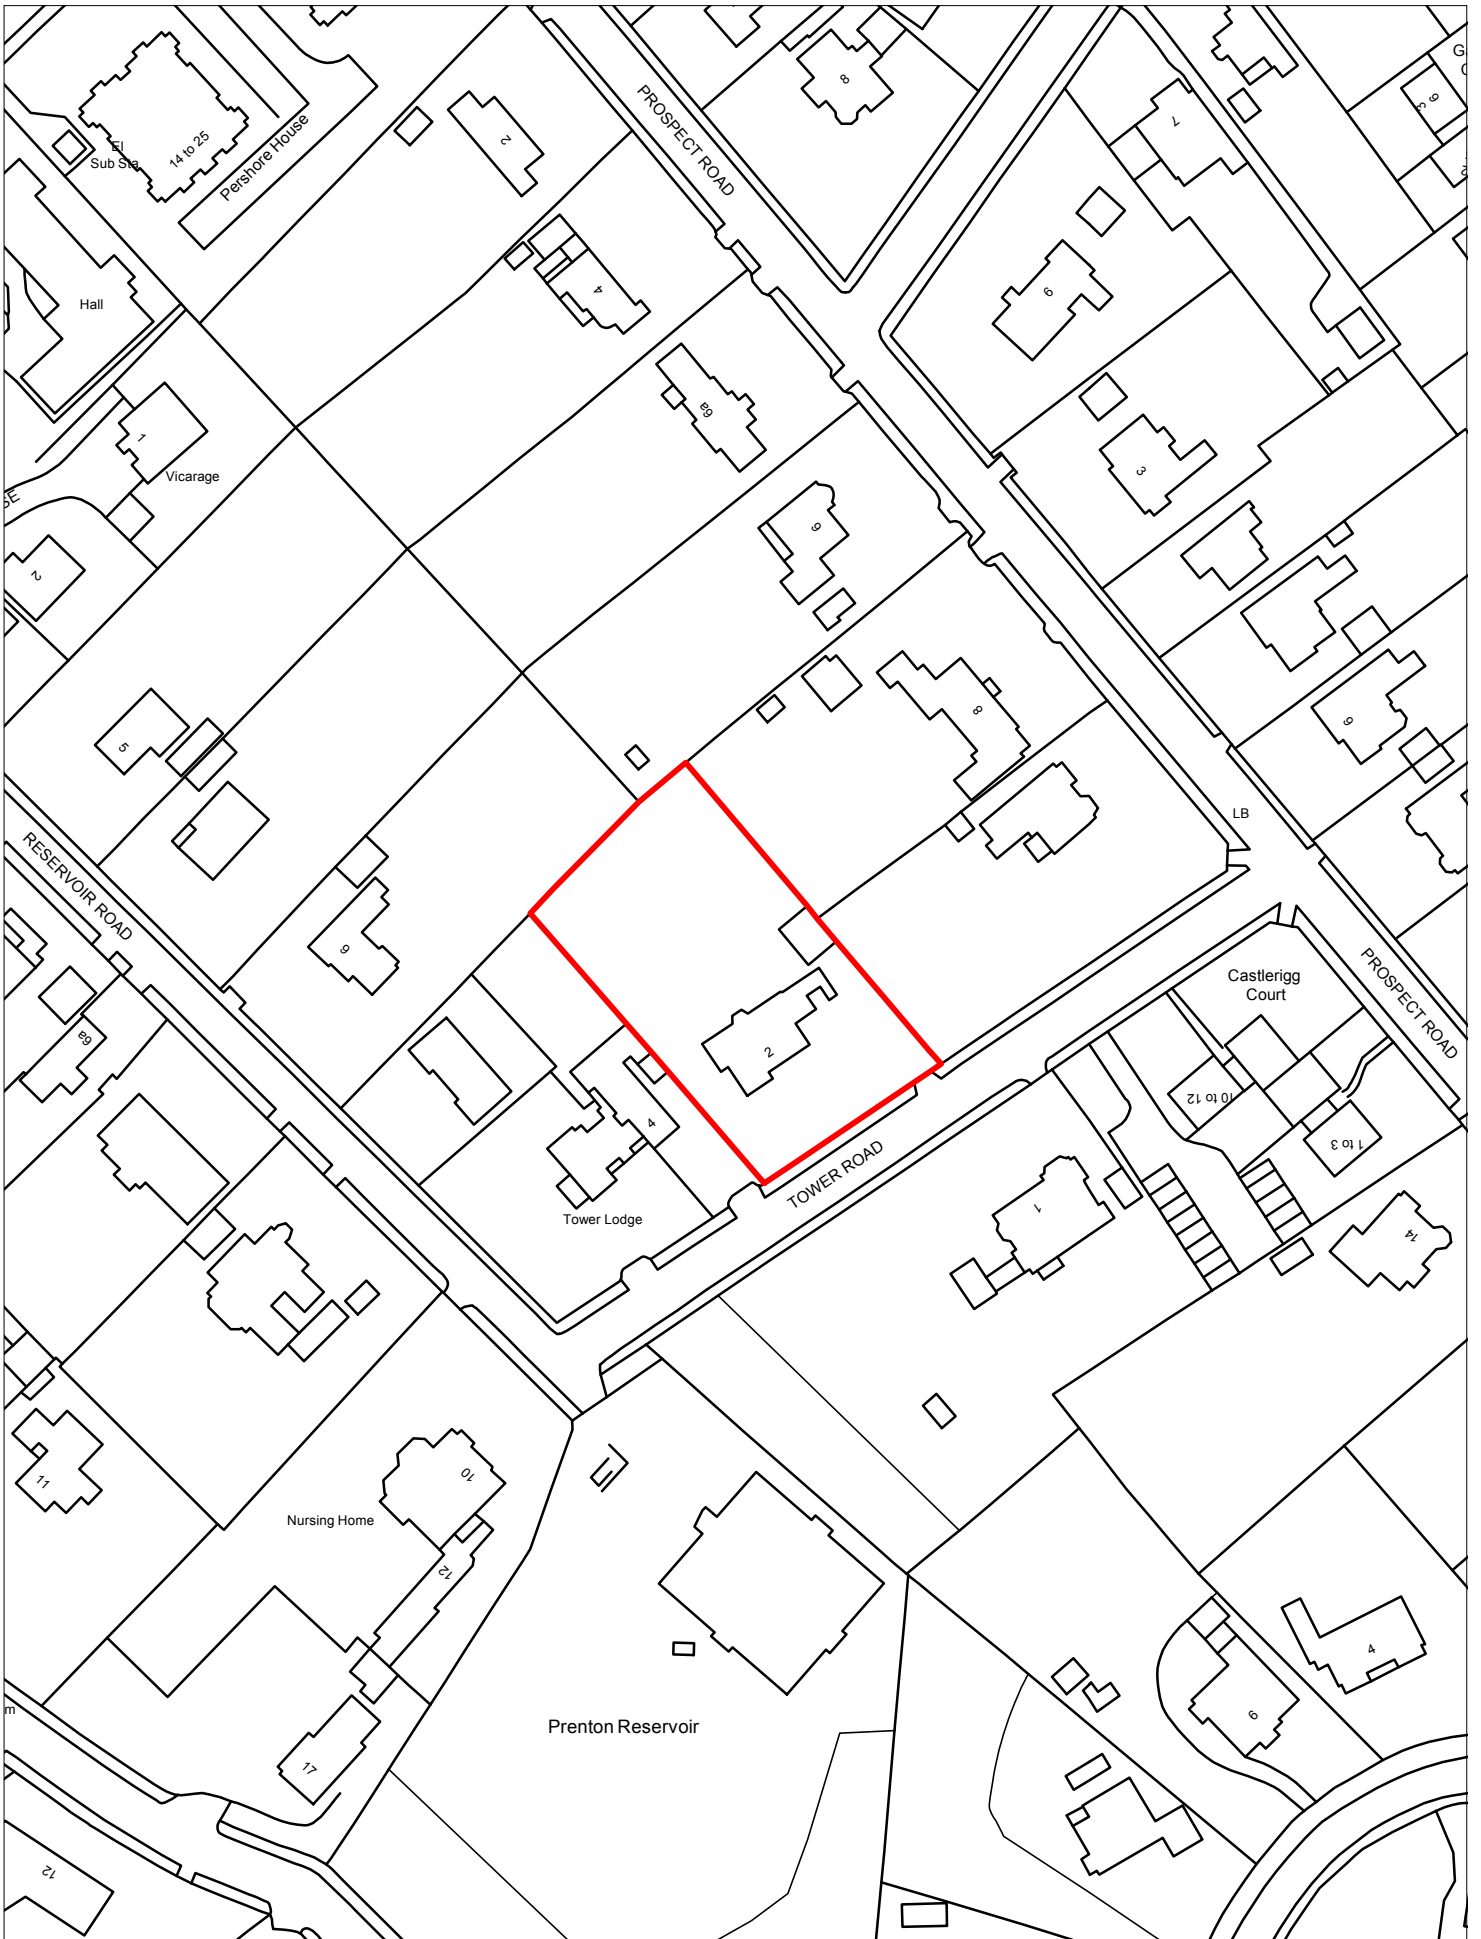 PROSPECT ROAD
8
7
2
14 to 25
El
Sub Sta
Pershore House
Hall
4
9
6a
1
Vicarage
3
2
6
8
6
5
LB
RESERVOIR ROAD
9
PROSPECT ROAD
Castlerigg
Court
6a
2
10 to 12
4
1 to 3
TOWER ROAD
Tower Lodge
1
14
10
11
Nursing Home
12
4
6
Prenton Reservoir
17
12